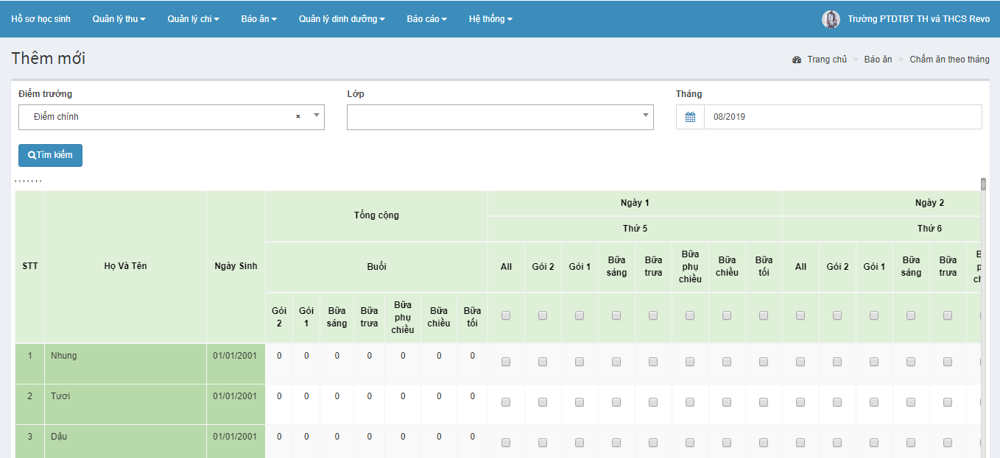 Hồ sơ học sinh Quản lý thu Quản lý chi Báo ăn Quản lý dinh dưỡng Báo cáo Hệ thống Trường PTDTBT TH và THCS Revo
Thêm mới
Trang chủ > Báo ăn > Chấm ăn theo tháng
Điểm trường Lớp Tháng
Điểm chính × 08/2019
Tìm kiếm
, , , , , , ,
STT Họ Và Tên Ngày Sinh Tổng cộng Ngày 1 Ngày 2
Thứ 5 Thứ 6
Buổi All Gói 2 Gói 1 Bữa sáng Bữa trưa Bữa phụ chiều Bữa chiều Bữa tối All Gói 2 Gói 1 Bữa sáng Bữa trưa
Gói 2 Gói 1 Bữa sáng Bữa trưa Bữa phụ chiều Bữa chiều Bữa tối
1 Nhung 01/01/2001 0 0 0 0 0 0 0
2 Tươi 01/01/2001 0 0 0 0 0 0 0
3 Dậu 01/01/2001 0 0 0 0 0 0 0